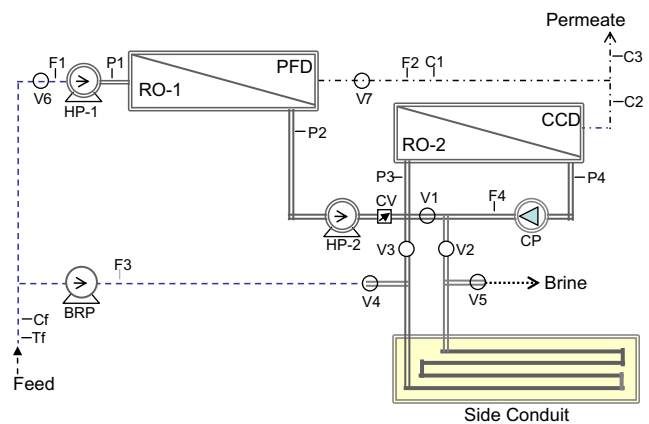 Permeate
F1
P1
PFD
F2
C1
C3
RO-1
V6
HP-1
V7
C2
CCD
P2
RO-2
P3
P4
CV
V1
F4
HP-2
CP
V3
V2
F3
BRP
V4
V5
Brine
Cf
Tf
Feed
Side Conduit